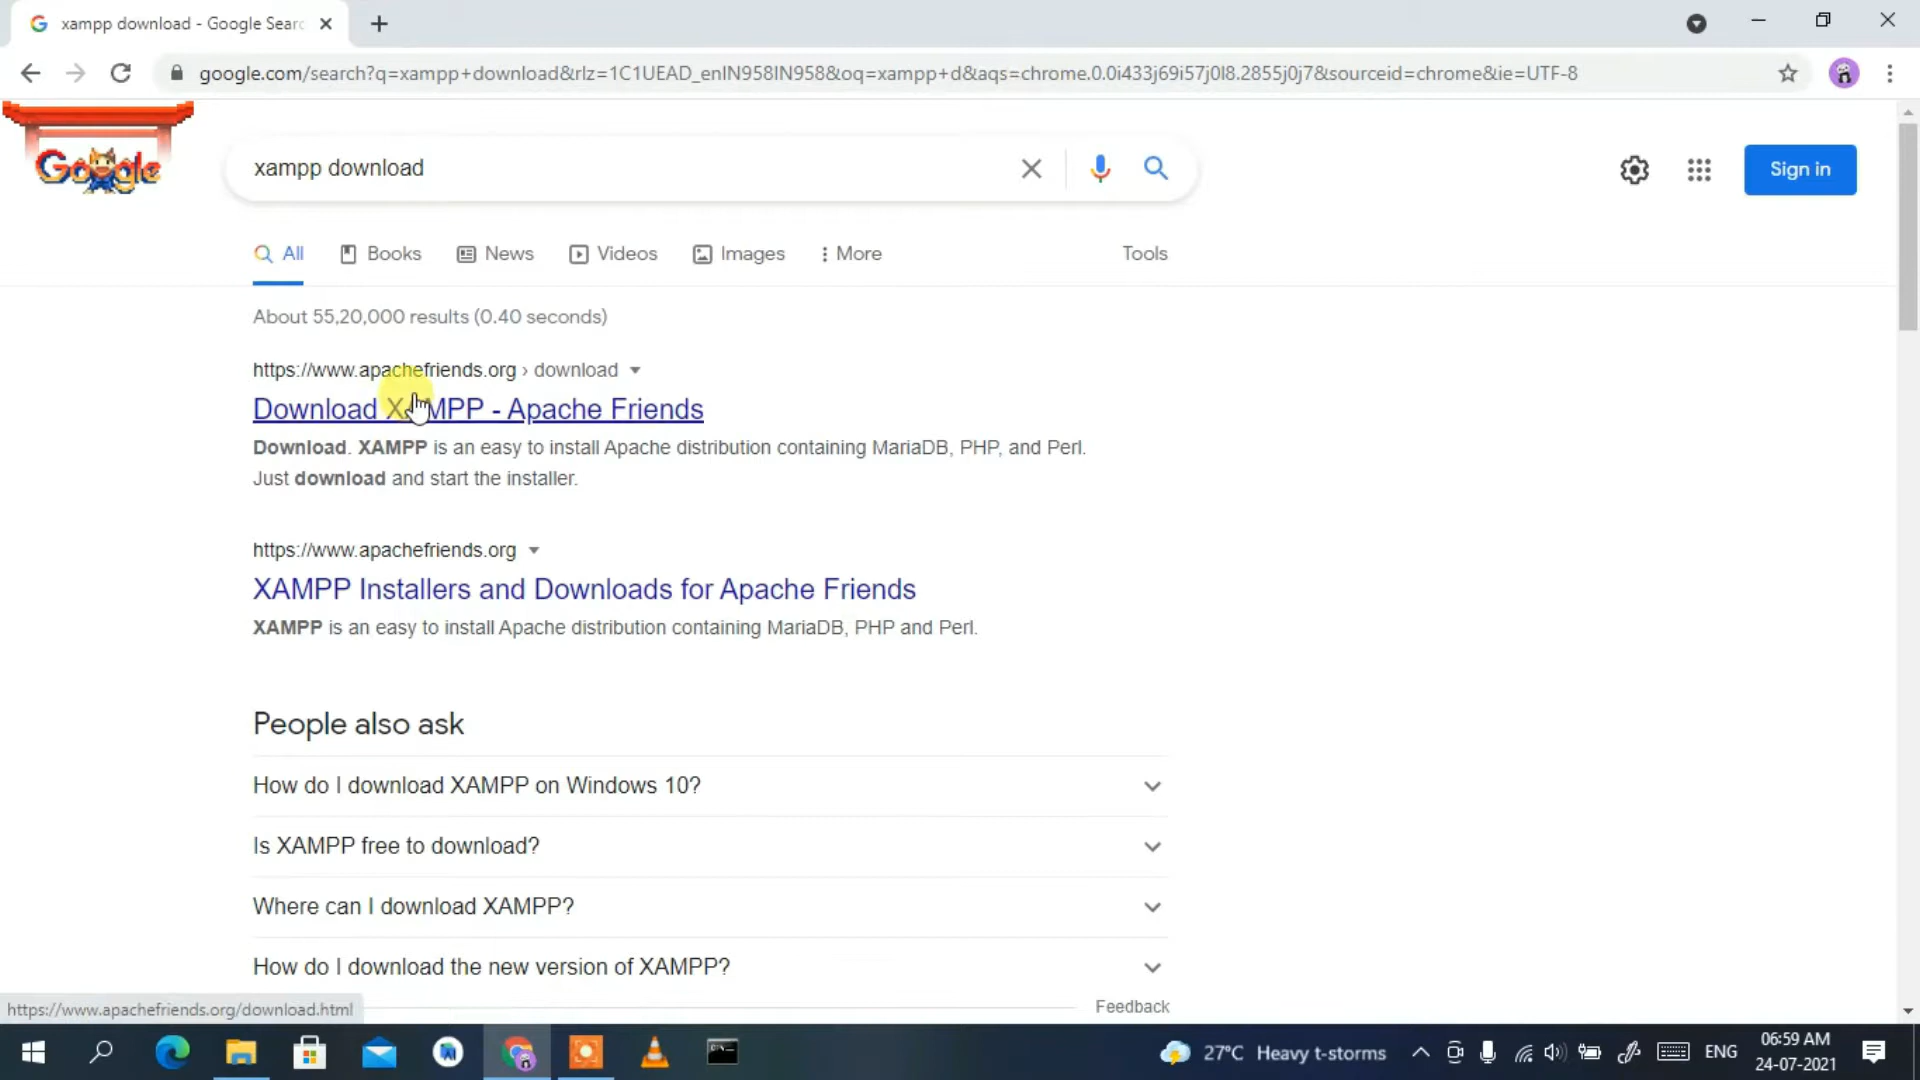 xampp download - Google Searc
google.com/search?q=xampp+download&rlz=1C1UEAD_enIN958IN958&oq=xampp+d&aqs=chrome.0.0i433j69i57j0l8.2855j0j7&sourceid=chrome&ie=UTF-8
Google
xampp download
Sign in
All Books News Videos Images More Tools
About 55,20,000 results (0.40 seconds)
https://www.apachefriends.org › download
Download XAMPP - Apache Friends
Download. XAMPP is an easy to install Apache distribution containing MariaDB, PHP, and Perl.
Just download and start the installer.
https://www.apachefriends.org
XAMPP Installers and Downloads for Apache Friends
XAMPP is an easy to install Apache distribution containing MariaDB, PHP and Perl.
People also ask
How do I download XAMPP on Windows 10?
Is XAMPP free to download?
Where can I download XAMPP?
How do I download the new version of XAMPP?
Feedback
https://www.apachefriends.org/download.html
27°C Heavy t-storms
ENG
06:59 AM
24-07-2021